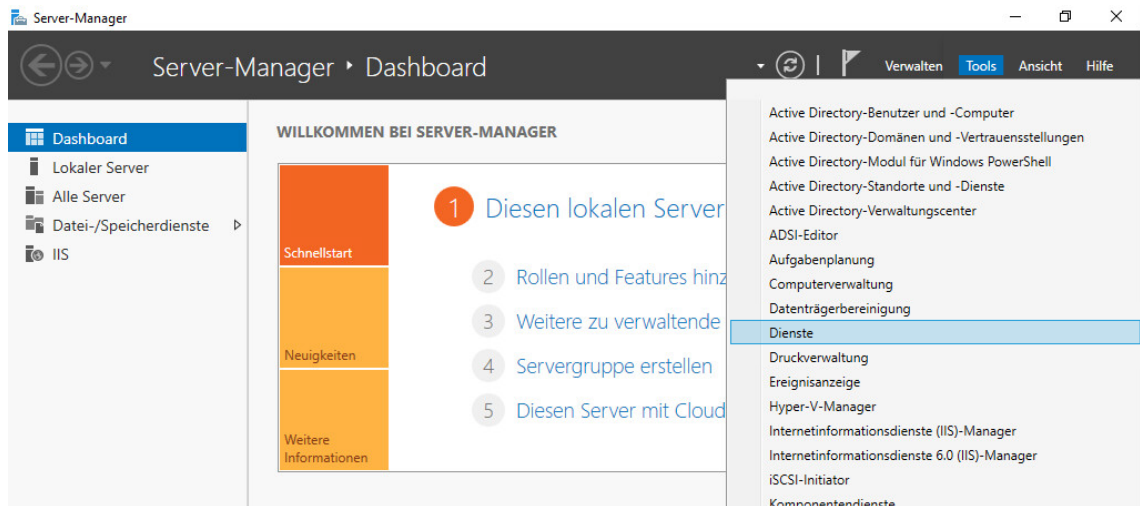 Server-Manager
Server-Manager • Dashboard
Verwalten Tools Ansicht Hilfe
Dashboard
Lokaler Server
Alle Server
Datei-/Speicherdienste
IIS
WILLKOMMEN BEI SERVER-MANAGER
Schnellstart
Neuigkeiten
Weitere
Informationen
1 Diesen lokalen Server
2 Rollen und Features hinz
3 Weitere zu verwaltende
4 Servergruppe erstellen
5 Diesen Server mit Cloud
Active Directory-Benutzer und -Computer
Active Directory-Domänen und -Vertrauensstellungen
Active Directory-Modul für Windows PowerShell
Active Directory-Standorte und -Dienste
Active Directory-Verwaltungscenter
ADSI-Editor
Aufgabenplanung
Computerverwaltung
Datenträgerbereinigung
Dienste
Druckverwaltung
Ereignisanzeige
Hyper-V-Manager
Internetinformationsdienste (IIS)-Manager
Internetinformationsdienste 6.0 (IIS)-Manager
iSCSI-Initiator
Komponentendienste